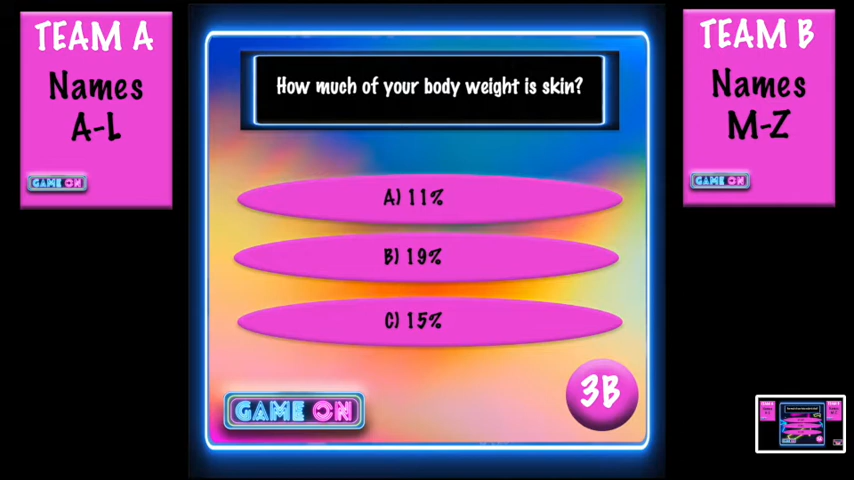 TEAM A
Names
A-L
GAME ON
How much of your body weight is skin?
A) 11%
B) 19%
C) 15%
GAME ON
3B
TEAM B
Names
M-Z
GAME ON